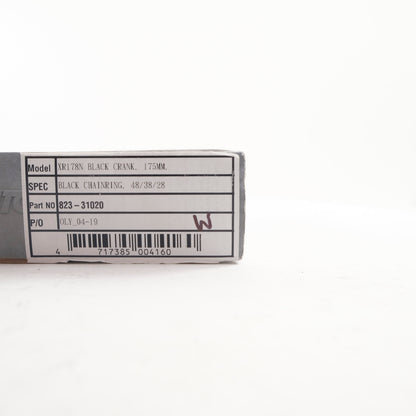 Model XR178N BLACK CRANK, 175MM,
SPEC BLACK CHAINRING, 48/38/28
Part NO 823-31020
P/O OLY_04-19
W
4 717385 004160